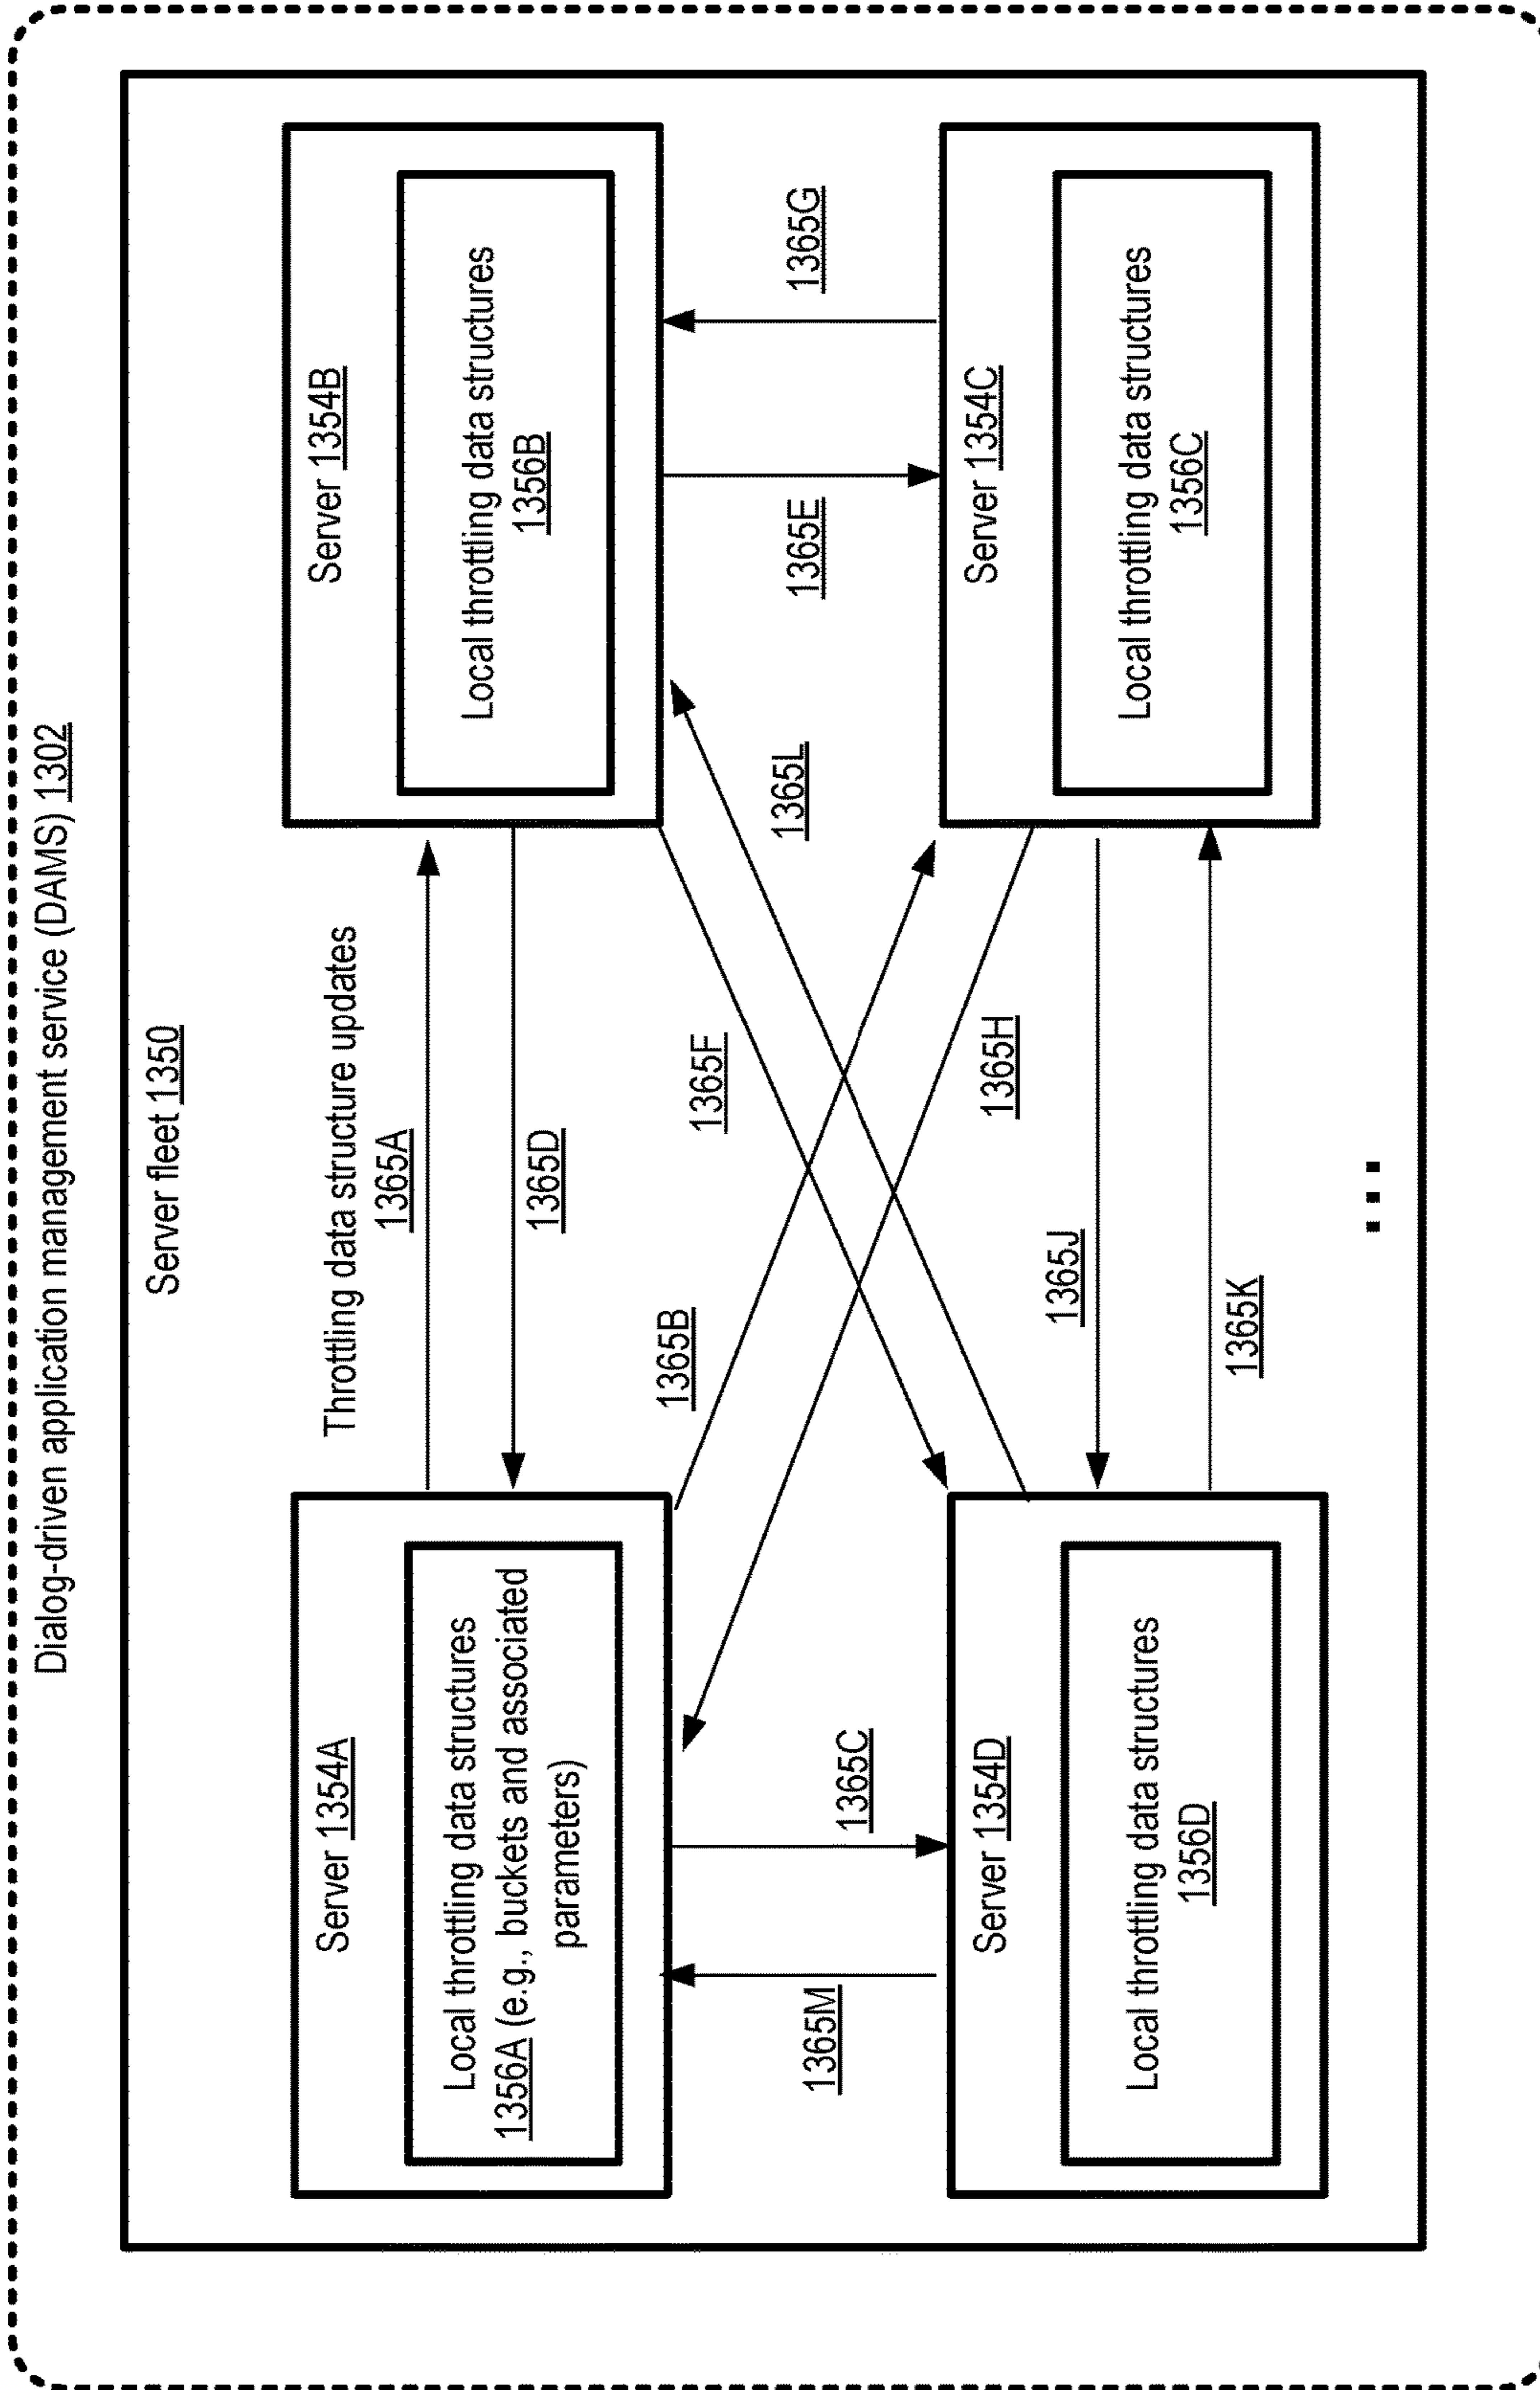 Dialog-driven application management service (DAMS) 1302
Server fleet 1350
Server 1354A
Local throttling data structures
1356A (e.g., buckets and associated
parameters)
Throttling data structure updates
1365A
1365D
Server 1354B
Local throttling data structures
1356B
1365F
1365B
1365L
1365M
1365C
1365E
1365G
1365H
1365J
1365K
Server 1354D
Local throttling data structures
1356D
Server 1354C
Local throttling data structures
1356C
...